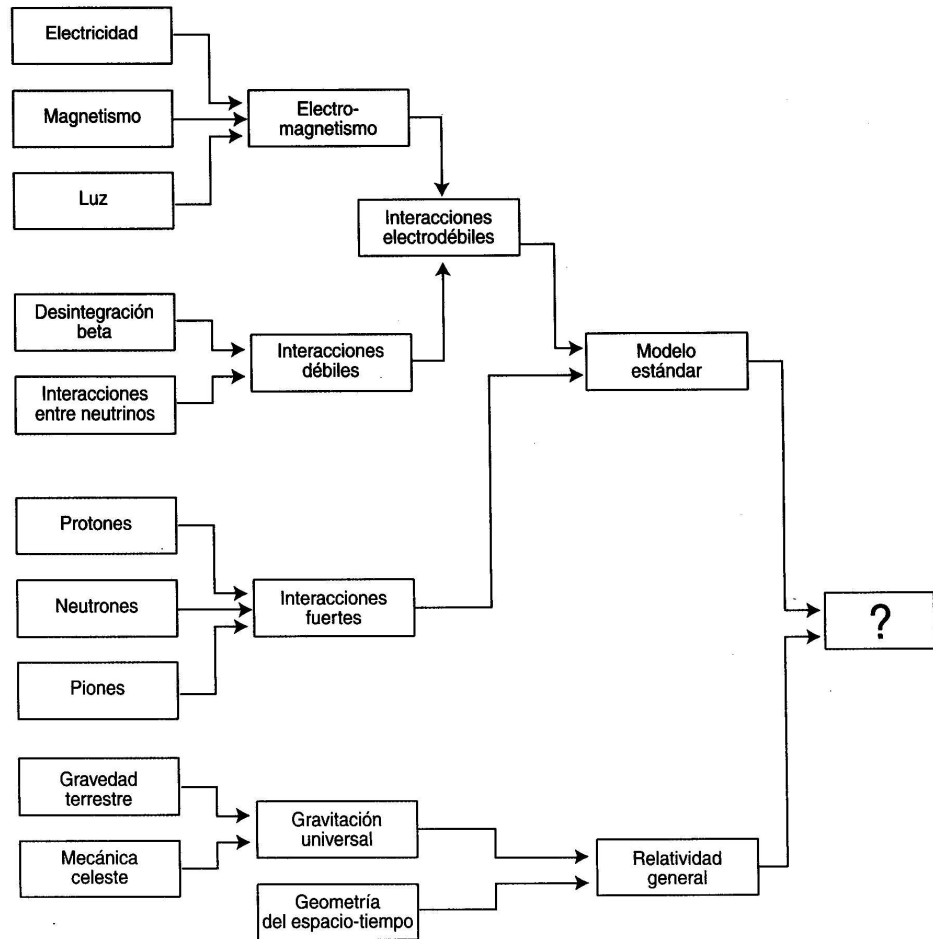 Electricidad
Magnetismo
Luz
Electro-
magnetismo
Interacciones
electrodébiles
Desintegración
beta
Interacciones
entre neutrinos
Interacciones
débiles
Modelo
estándar
Protones
Neutrones
Piones
Interacciones
fuertes
?
Gravedad
terrestre
Mecánica
celeste
Gravitación
universal
Geometría
del espacio-tiempo
Relatividad
general